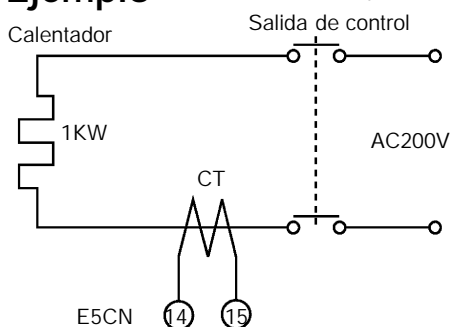 Ejemplo
Salida de control
Calentador
1KW
AC200V
CT
E5CN 14 15